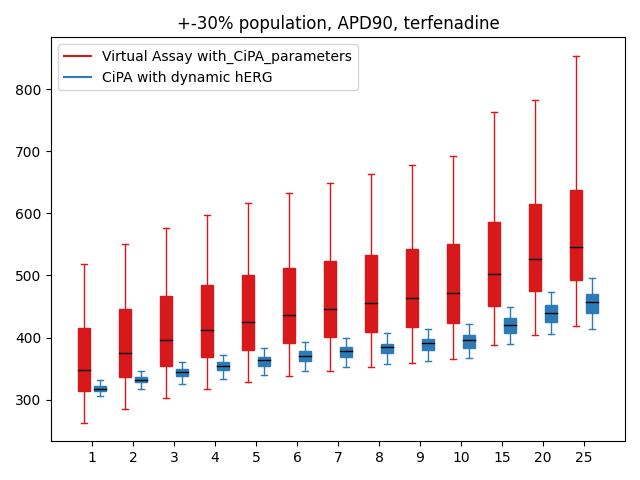 +-30% population, APD90, terfenadine
Virtual Assay with_CiPA_parameters
CiPA with dynamic hERG
800
700
600
500
400
300
1 2 3 4 5 6 7 8 9 10 15 20 25